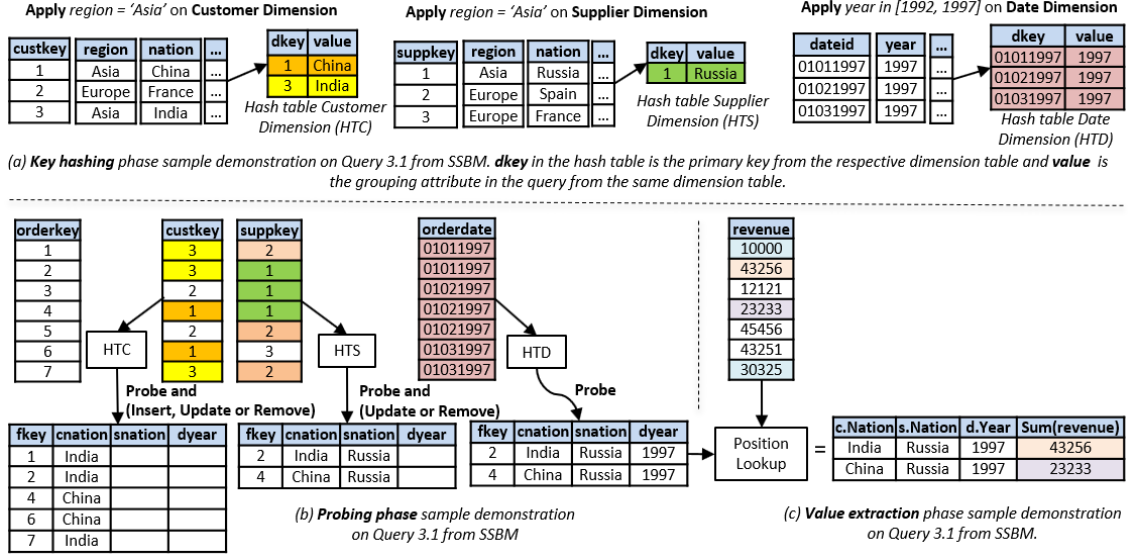 Apply region = ‘Asia’ on Customer Dimension
custkey region nation ...
1 Asia China ...
2 Europe France ...
3 Asia India ...
dkey value
1 China
3 India
Hash table Customer
Dimension (HTC)
Apply region = ‘Asia’ on Supplier Dimension
suppkey region nation ...
1 Asia Russia ...
2 Europe Spain ...
3 Europe France ...
dkey value
1 Russia
Hash table Supplier
Dimension (HTS)
Apply year in [1992, 1997] on Date Dimension
dateid year ...
01011997 1997 ...
01021997 1997 ...
01031997 1997 ...
dkey value
01011997 1997
01021997 1997
01031997 1997
Hash table Date
Dimension (HTD)
(a) Key hashing phase sample demonstration on Query 3.1 from SSBM. dkey in the hash table is the primary key from the respective dimension table and value is
the grouping attribute in the query from the same dimension table.
orderkey custkey suppkey orderdate
1 3 2 01011997
2 3 1 01011997
3 2 1 01021997
4 1 1 01021997
5 2 2 01021997
6 1 3 01031997
7 3 2 01031997
HTC
HTS
HTD
Probe and
(Insert, Update or Remove)
Probe and
(Update or Remove)
Probe
fkey cnation snation dyear
1 India
2 India
4 China
6 China
7 India
fkey cnation snation dyear
2 India Russia
4 China Russia
fkey cnation snation dyear
2 India Russia 1997
4 China Russia 1997
(b) Probing phase sample demonstration
on Query 3.1 from SSBM
revenue
10000
43256
12121
23233
45456
43251
30325
Position
Lookup
=
c.Nation s.Nation d.Year Sum(revenue)
India Russia 1997 43256
China Russia 1997 23233
(c) Value extraction phase sample demonstration
on Query 3.1 from SSBM.